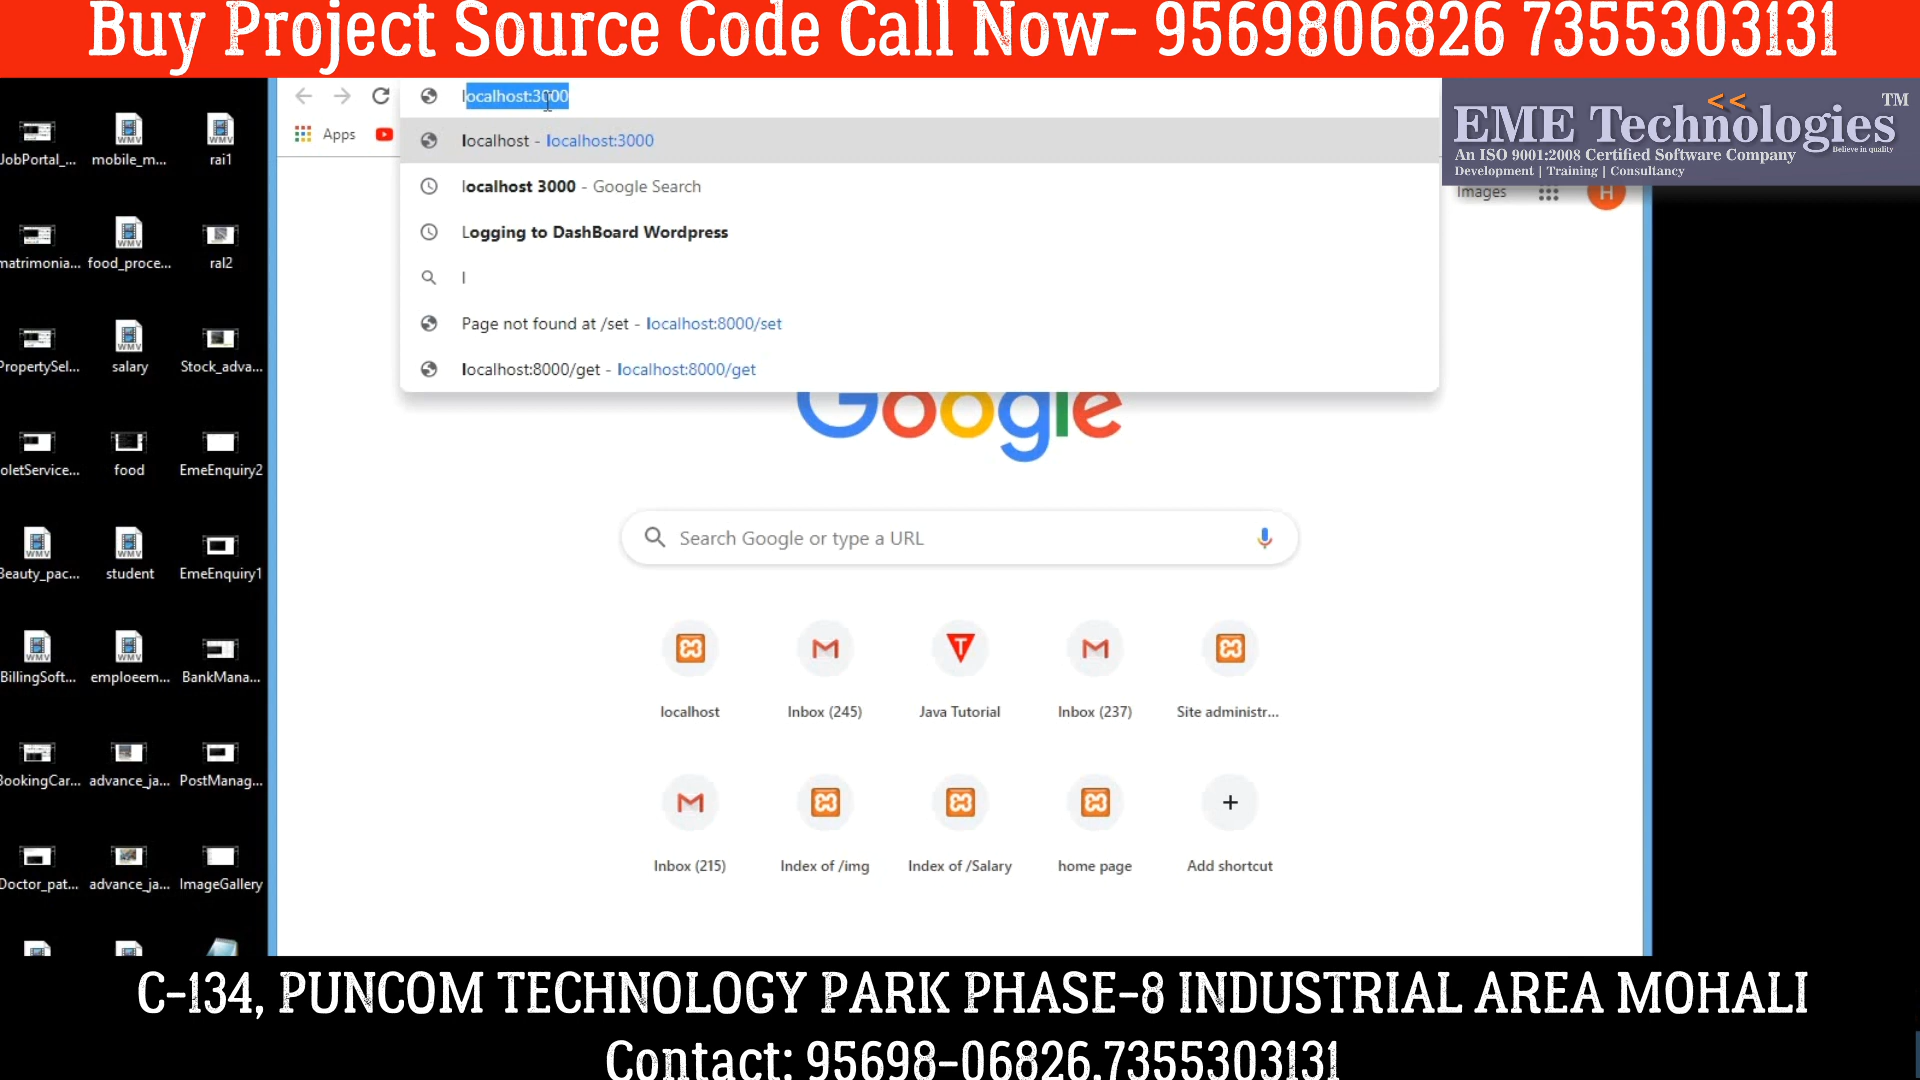 Buy Project Source Code Call Now- 9569806826 7355303131
EME Technologies TM
Believe in quality
An ISO 9001:2008 Certified Software Company
Development | Training | Consultancy
localhost:3000
Apps
localhost - localhost:3000
localhost 3000 - Google Search
Logging to DashBoard Wordpress
l
Page not found at /set - localhost:8000/set
localhost:8000/get - localhost:8000/get
Images
H
Google
Search Google or type a URL
localhost
Inbox (245)
Java Tutorial
Inbox (237)
Site administr...
Inbox (215)
Index of /img
Index of /Salary
home page
Add shortcut
JobPortal_... mobile_m... rai1
matrimonia... food_proce... ral2
PropertySel... salary Stock_adva...
oletService... food EmeEnquiry2
Beauty_pac... student EmeEnquiry1
BillingSoft... emploeem... BankMana...
BookingCar... advance_ja... PostManag...
Doctor_pat... advance_ja... ImageGallery
C-134, PUNCOM TECHNOLOGY PARK PHASE-8 INDUSTRIAL AREA MOHALI
Contact: 95698-06826,7355303131